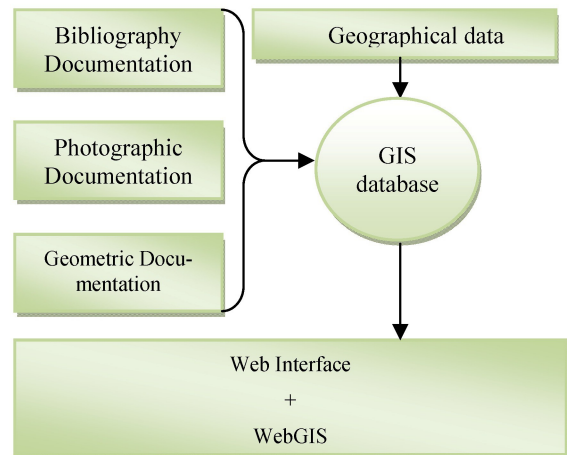 Bibliography
Documentation
Geographical data
Photographic
Documentation
GIS
database
Geometric Docu-
mentation
Web Interface
+
WebGIS